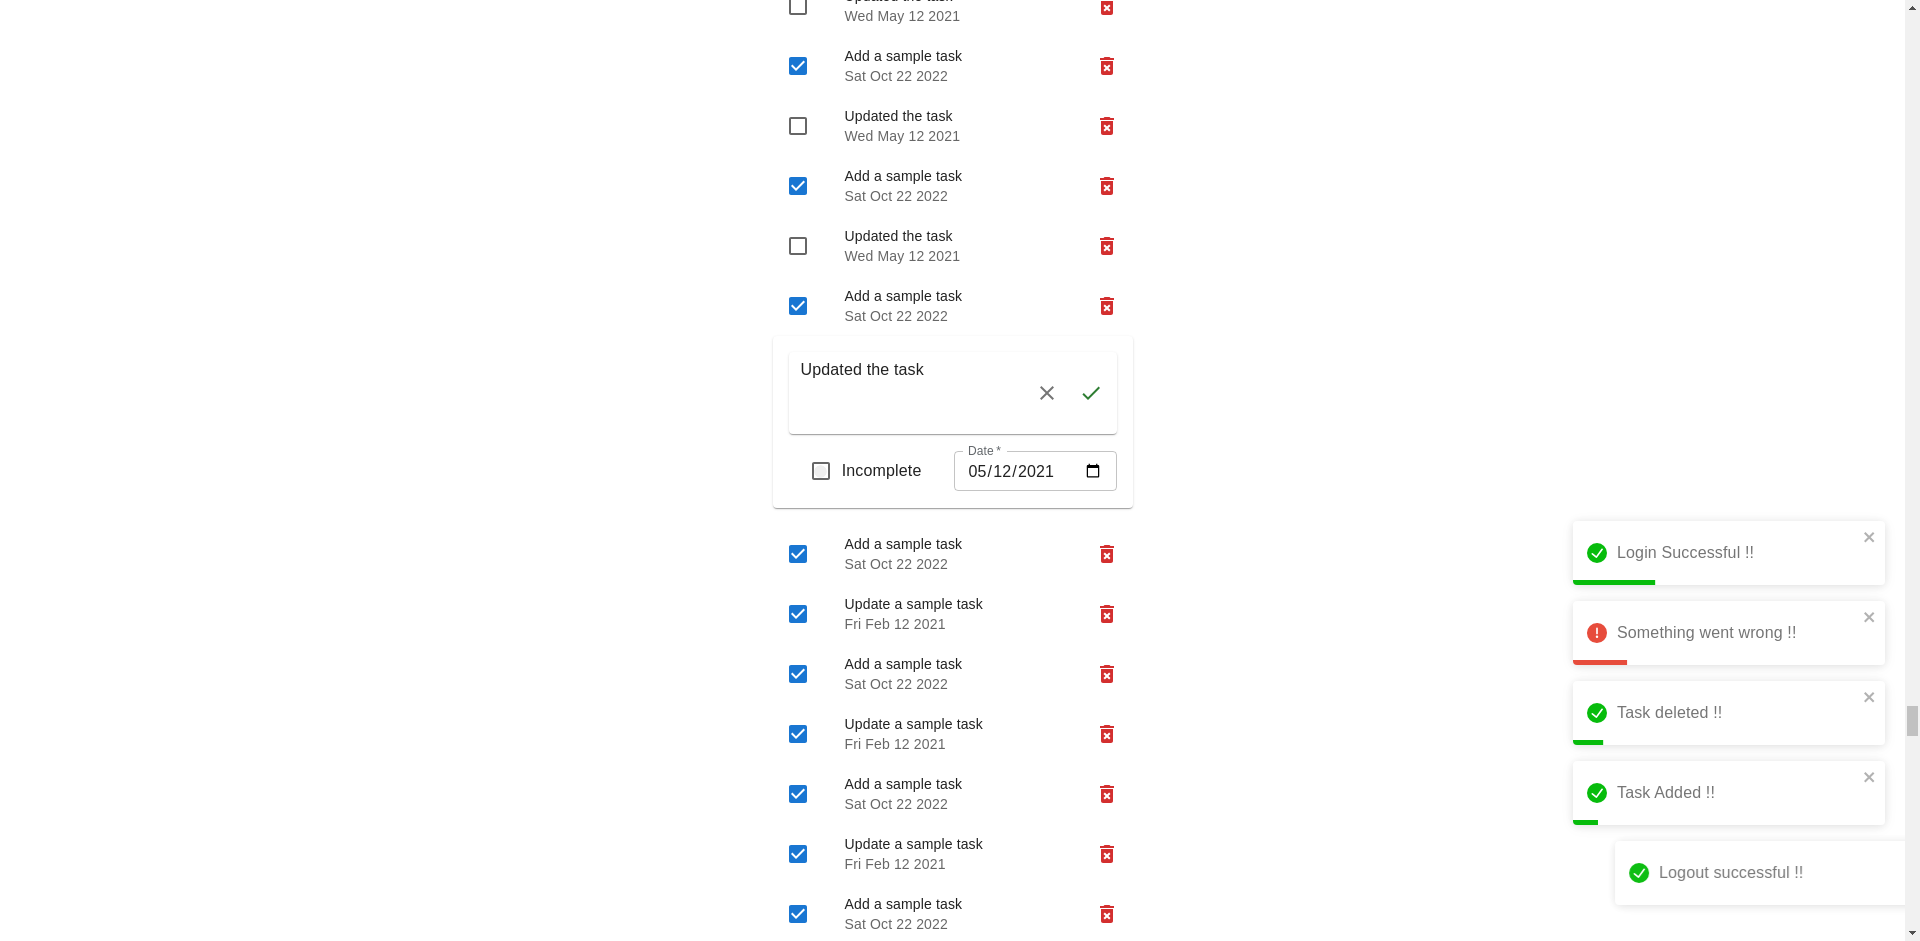 Updated the task
Wed May 12 2021
Add a sample task
Sat Oct 22 2022
Updated the task
Wed May 12 2021
Add a sample task
Sat Oct 22 2022
Updated the task
Wed May 12 2021
Add a sample task
Sat Oct 22 2022
Updated the task
Date *
Incomplete
05/12/2021
Add a sample task
Sat Oct 22 2022
Update a sample task
Fri Feb 12 2021
Add a sample task
Sat Oct 22 2022
Update a sample task
Fri Feb 12 2021
Add a sample task
Sat Oct 22 2022
Update a sample task
Fri Feb 12 2021
Add a sample task
Sat Oct 22 2022
Login Successful !!
Something went wrong !!
Task deleted !!
Task Added !!
Logout successful !!